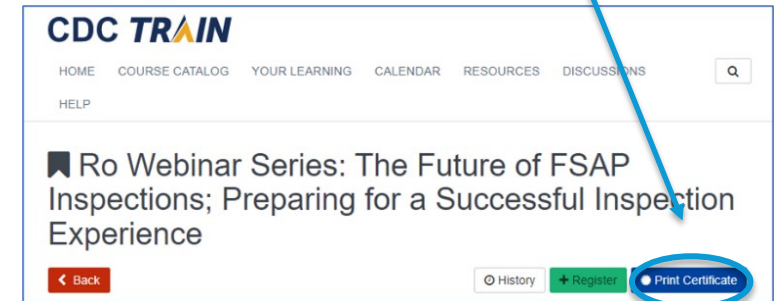 CDC TRAIN
HOME COURSE CATALOG YOUR LEARNING CALENDAR RESOURCES DISCUSSIONS
HELP
Ro Webinar Series: The Future of FSAP
Inspections; Preparing for a Successful Inspection
Experience
Back History + Register Print Certificate